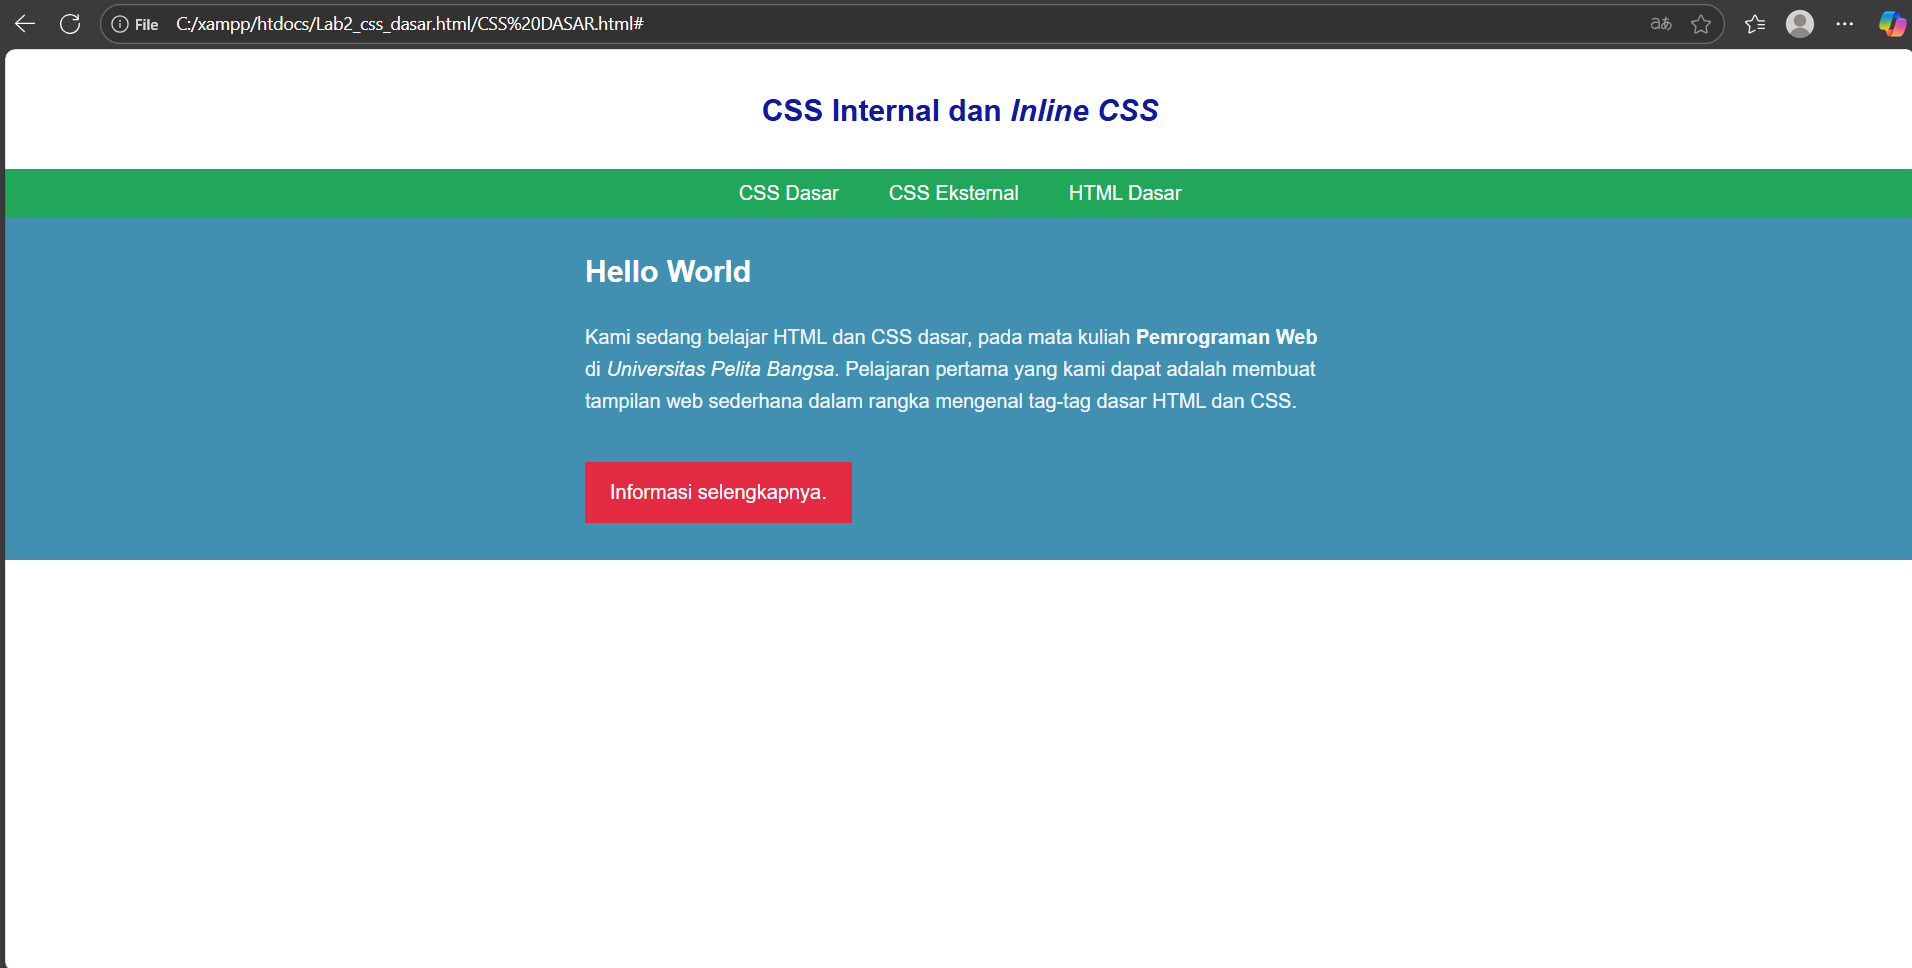 File C:/xampp/htdocs/Lab2_css_dasar.html/CSS%20DASAR.html# aあ
CSS Internal dan Inline CSS
CSS Dasar CSS Eksternal HTML Dasar
Hello World
Kami sedang belajar HTML dan CSS dasar, pada mata kuliah Pemrograman Web
di Universitas Pelita Bangsa. Pelajaran pertama yang kami dapat adalah membuat
tampilan web sederhana dalam rangka mengenal tag-tag dasar HTML dan CSS.
Informasi selengkapnya.